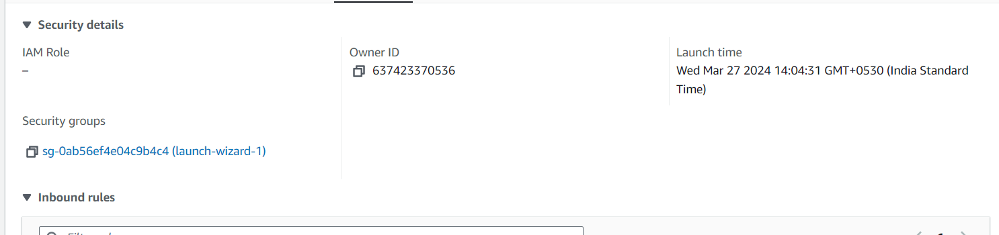 Security details
IAM Role
–
Owner ID
637423370536
Launch time
Wed Mar 27 2024 14:04:31 GMT+0530 (India Standard
Time)
Security groups
sg-0ab56ef4e04c9b4c4 (launch-wizard-1)
Inbound rules